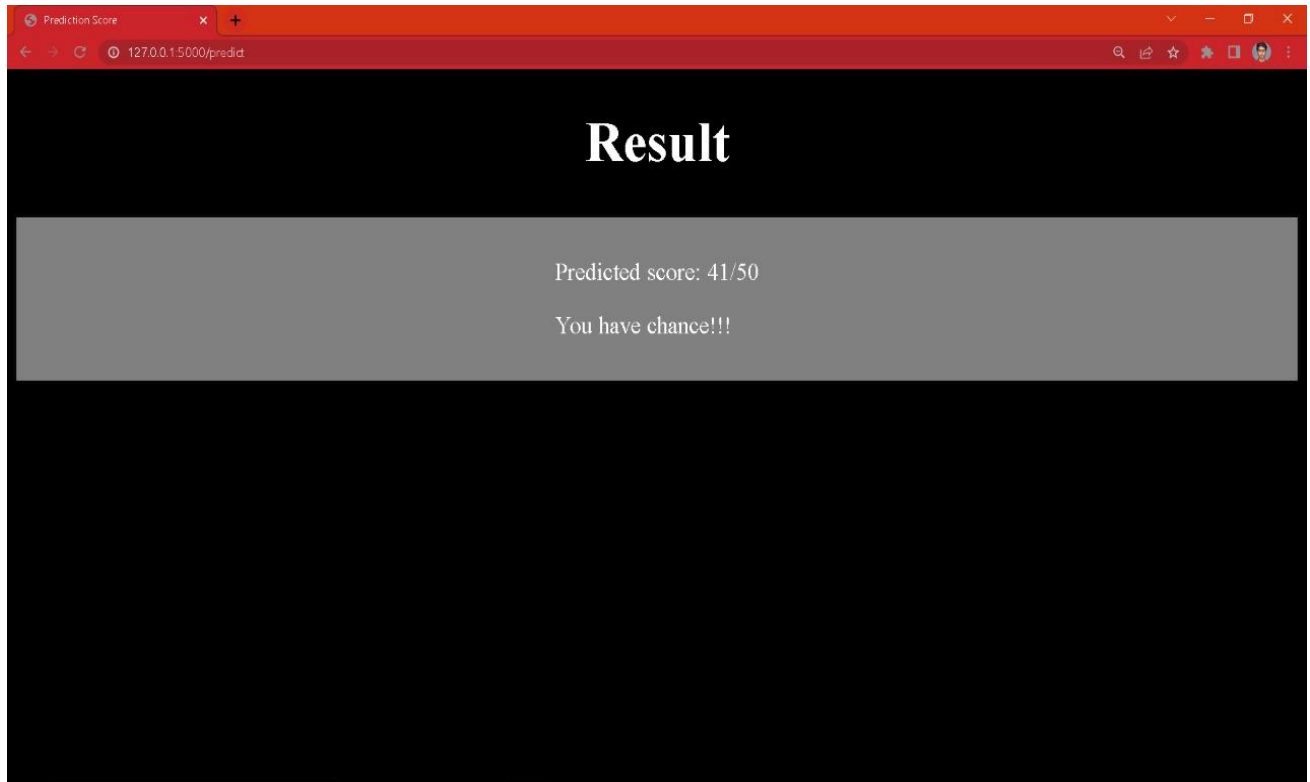 Prediction Score
127.0.0.1:5000/predict
Result
Predicted score: 41/50
You have chance!!!